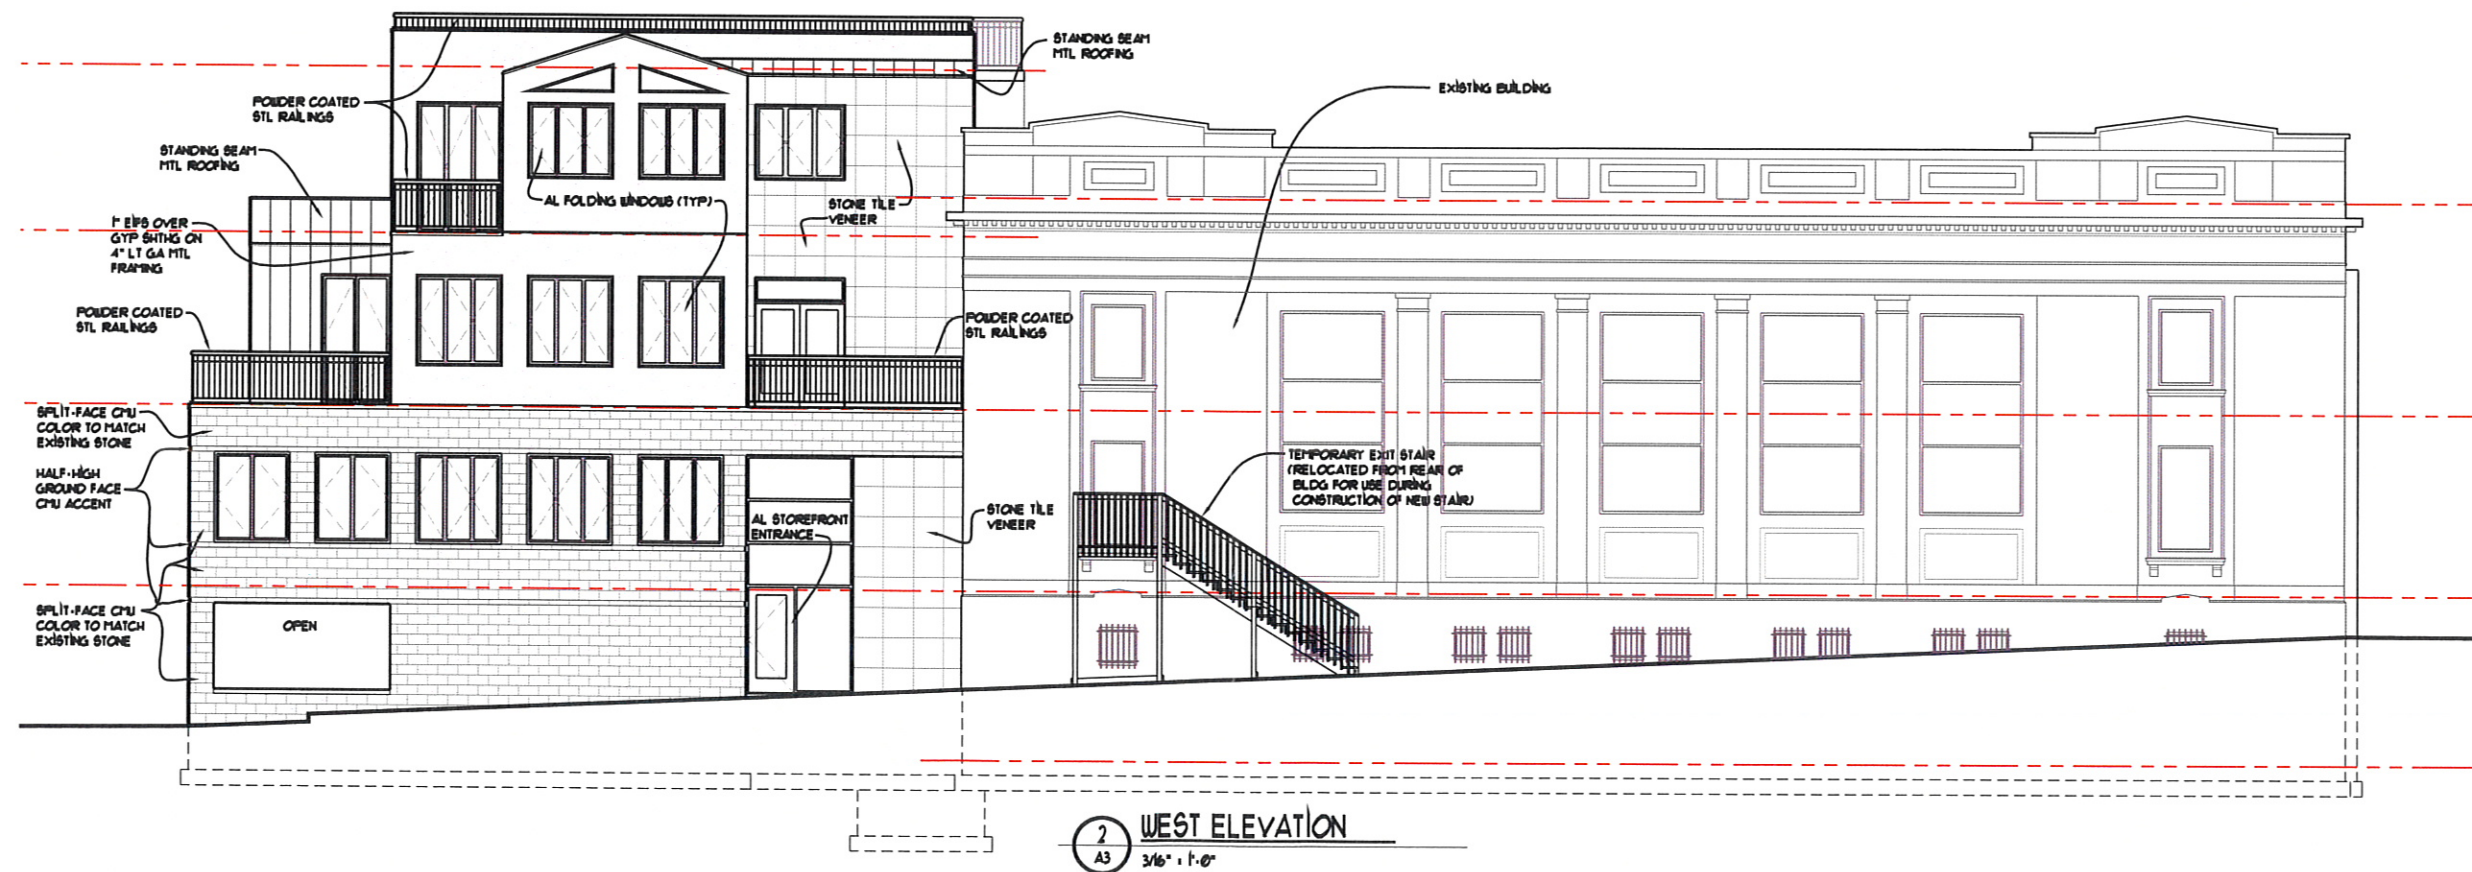 STANDING SEAM
MTL ROOFING
EXISTING BUILDING
POWDER COATED
STL RAILINGS
STANDING SEAM
MTL ROOFING
AL FOLDING WINDOWS (TYP)
STONE TILE
VENEER
1" EIFS OVER
GYP SHTHG ON
4" LT GA MTL
FRAMING
POWDER COATED
STL RAILINGS
POWDER COATED
STL RAILINGS
SPLIT-FACE CMU
COLOR TO MATCH
EXISTING STONE
HALF-HIGH
GROUND FACE
CMU ACCENT
TEMPORARY EXIT STAIR
(RELOCATED FROM REAR OF
BLDG FOR USE DURING
CONSTRUCTION OF NEW STAIR)
STONE TILE
VENEER
AL STOREFRONT
ENTRANCE
SPLIT-FACE CMU
COLOR TO MATCH
EXISTING STONE
OPEN
2
A3
WEST ELEVATION
3/16" = 1'-0"